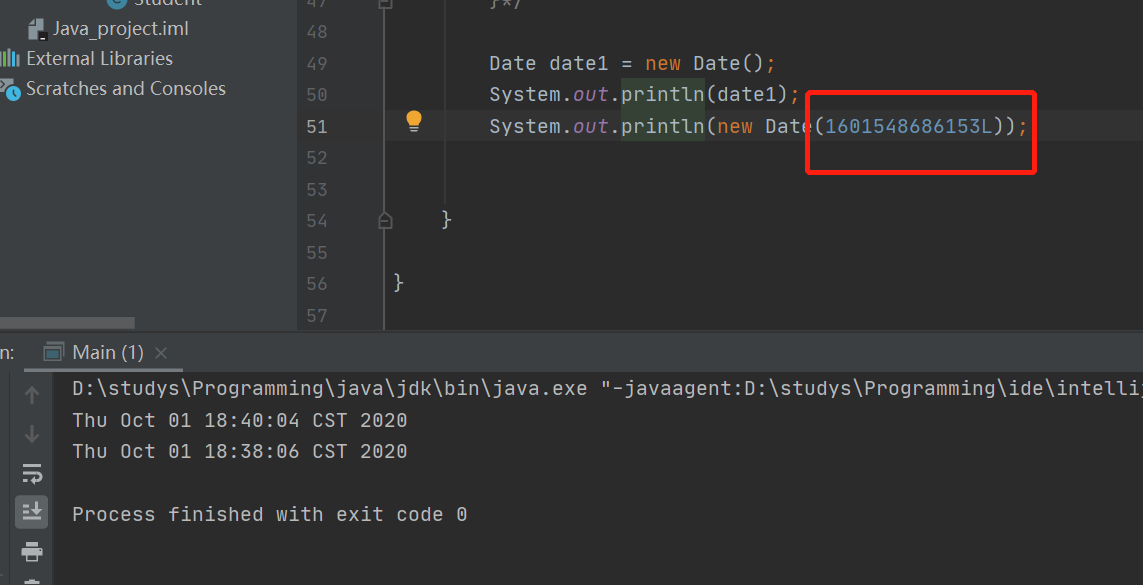 Student
Java_project.iml
External Libraries
Scratches and Consoles
47 }*/
48
49 Date date1 = new Date();
50 System.out.println(date1);
51 System.out.println(new Date(1601548686153L));
52
53
54 }
55
56 }
57
n: Main (1) ×
D:\studys\Programming\java\jdk\bin\java.exe "-javaagent:D:\studys\Programming\ide\intellij
Thu Oct 01 18:40:04 CST 2020
Thu Oct 01 18:38:06 CST 2020
Process finished with exit code 0